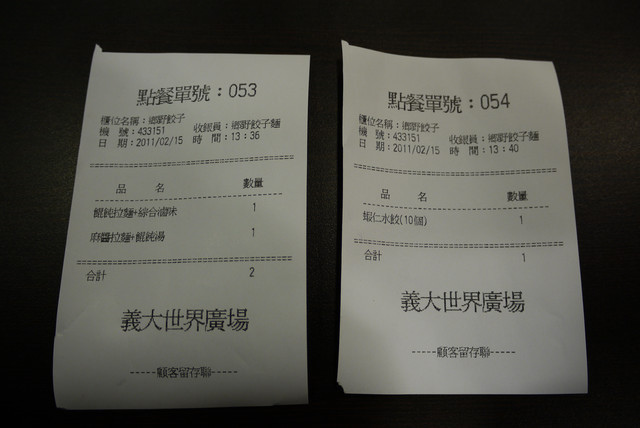 點餐單號：053
櫃位名稱：鄉野餃子
機 號：433151 收銀員：鄉野餃子麵
日 期：2011/02/15 時 間：13：36
品 名 數量
餛飩拉麵+綜合滷味 1
麻醬拉麵+餛飩湯 1
合計 2
義大世界廣場
-----顧客留存聯-----
點餐單號：054
櫃位名稱：鄉野餃子
機 號：433151 收銀員：鄉野餃子麵
日 期：2011/02/15 時 間：13：40
品 名 數量
蝦仁水餃(10個) 1
合計 1
義大世界廣場
-----顧客留存聯-----